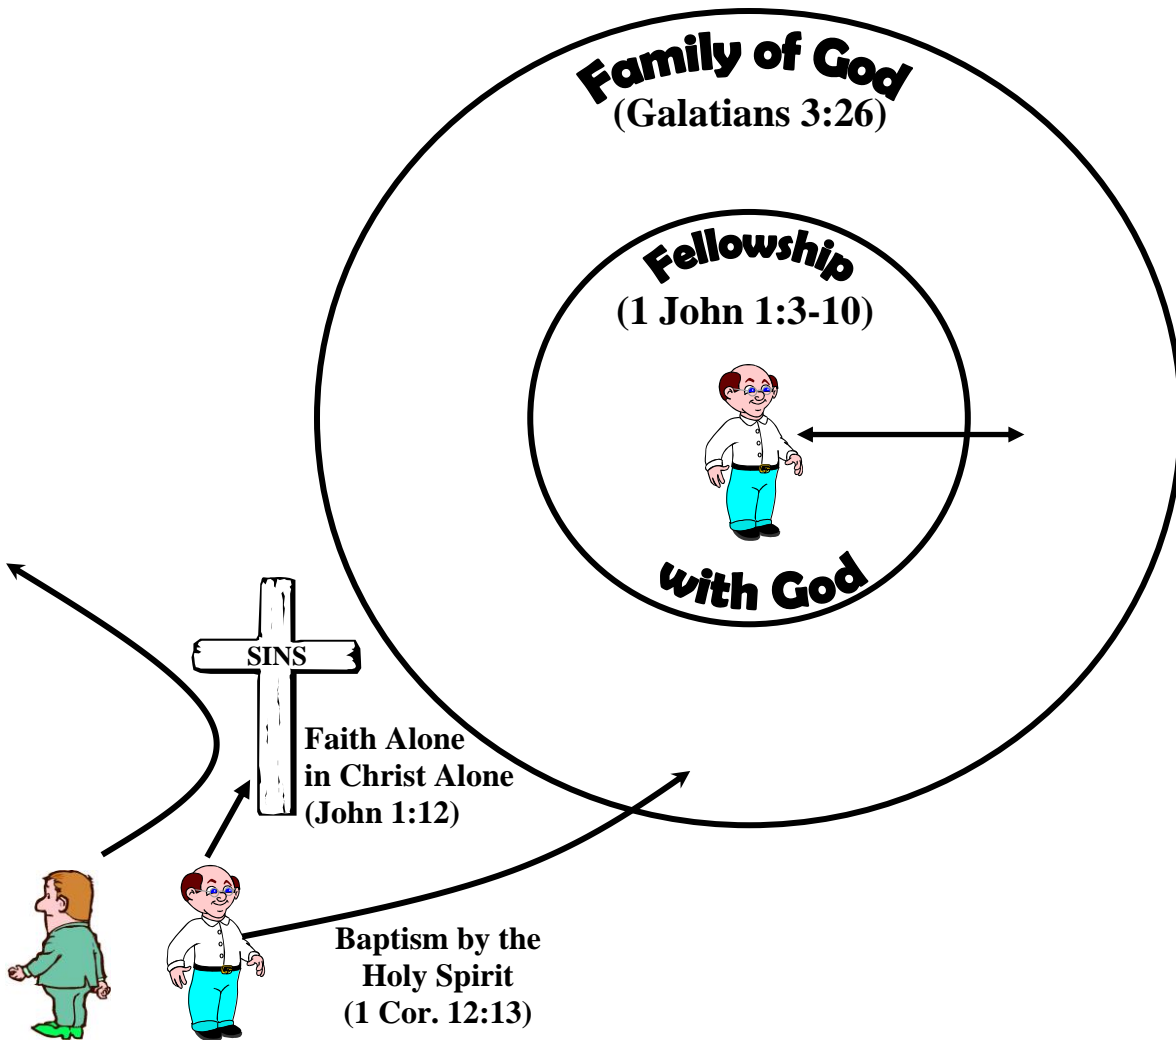 Family of God
(Galatians 3:26)
Fellowship
(1 John 1:3-10)
with God
SINS
Faith Alone
in Christ Alone
(John 1:12)
Baptism by the
Holy Spirit
(1 Cor. 12:13)